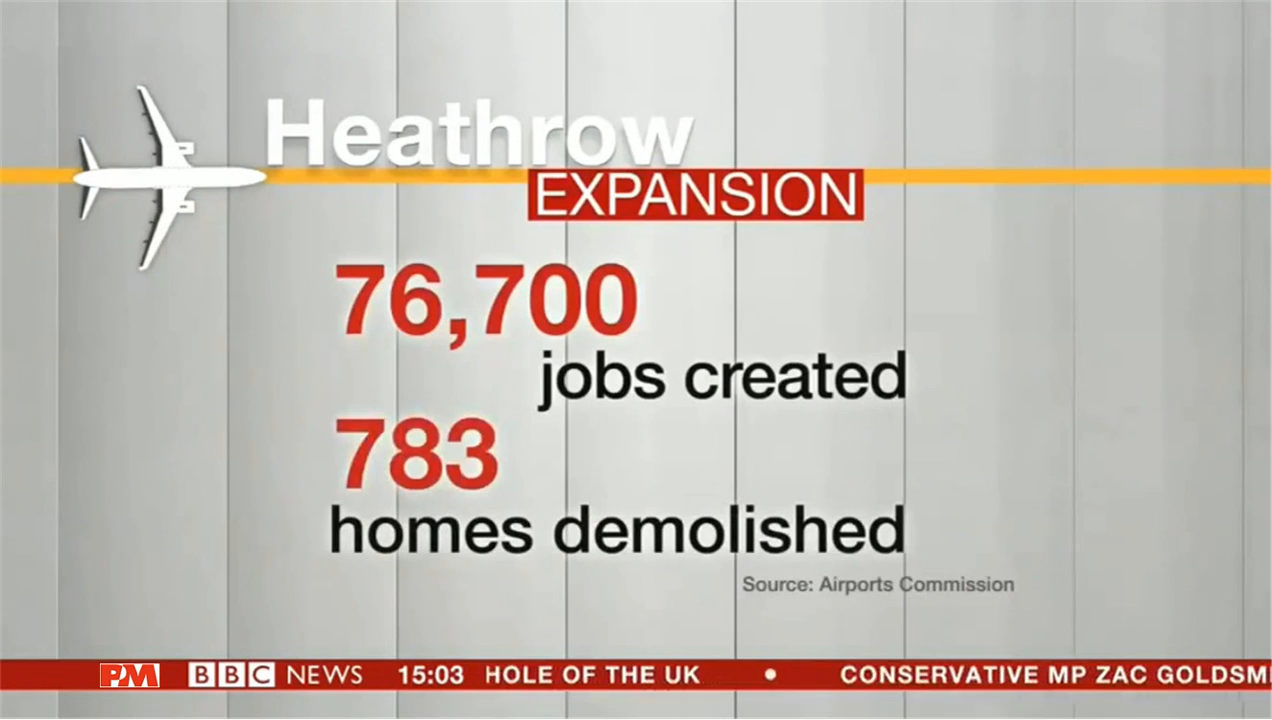 Heathrow
EXPANSION
76,700
jobs created
783
homes demolished
Source: Airports Commission
PM BBC NEWS 15:03 HOLE OF THE UK • CONSERVATIVE MP ZAC GOLDSM